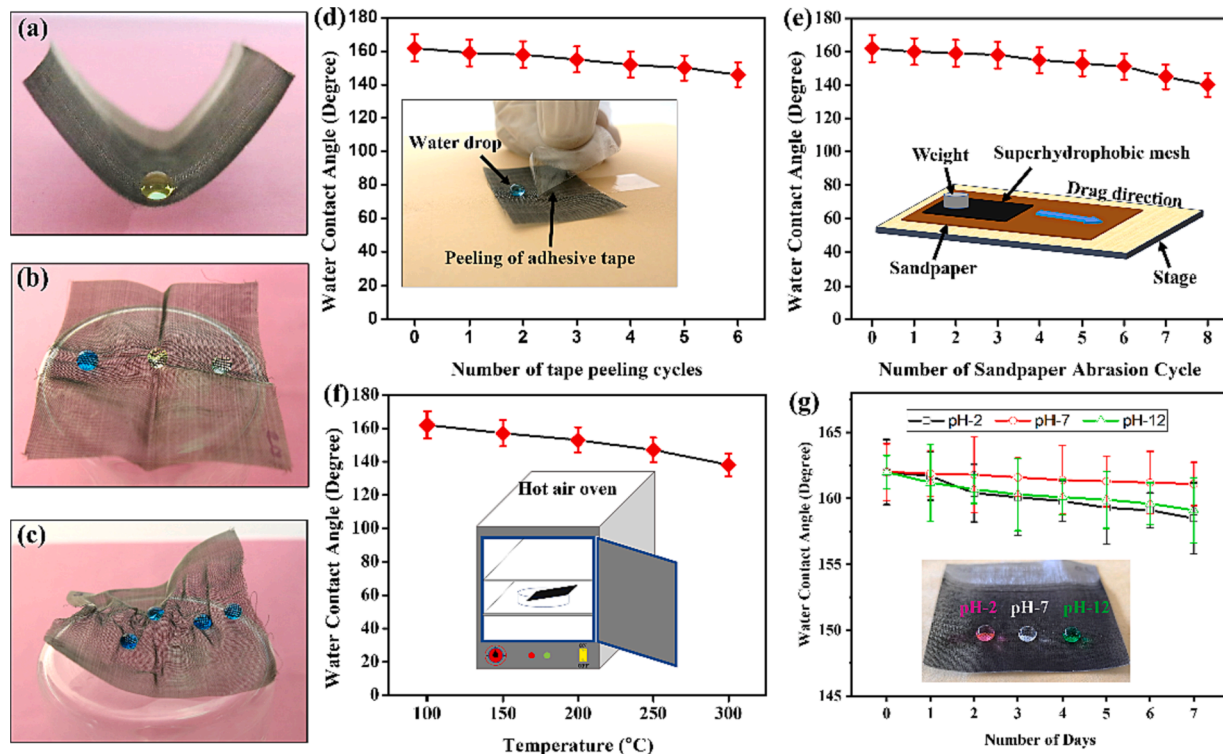 (a)
(b)
(c)
(d)
Water Contact Angle (Degree)
180
160
140
120
100
80
60
40
20
0
Water drop
Peeling of adhesive tape
0 1 2 3 4 5 6
Number of tape peeling cycles
(e)
Water Contact Angle (Degree)
180
160
140
120
100
80
60
40
20
0
Weight
Superhydrophobic mesh
Drag direction
Sandpaper
Stage
0 1 2 3 4 5 6 7 8
Number of Sandpaper Abrasion Cycle
(f)
Water Contact Angle (Degree)
180
160
140
120
100
80
60
40
20
0
Hot air oven
OFF
100 150 200 250 300
Temperature (°C)
(g)
pH-2 pH-7 pH-12
Water Contact Angle (Degree)
165
160
155
150
145
pH-2 pH-7 pH-12
0 1 2 3 4 5 6 7
Number of Days